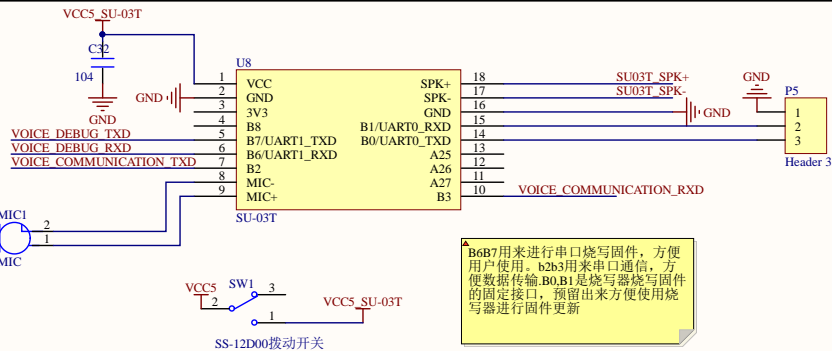 VCC5_SU-03T
C32
104
GND
GND
U8
1 VCC
2 GND
3 3V3
4 B8
5 B7/UART1_TXD
6 B6/UART1_RXD
7 B2
8 MIC-
9 MIC+
SPK+ 18
SPK- 17
GND 16
B1/UART0_RXD 15
B0/UART0_TXD 14
A25 13
A26 12
A27 11
B3 10
SU-03T
VOICE_DEBUG_TXD
VOICE_DEBUG_RXD
VOICE_COMMUNICATION_TXD
SU03T_SPK+
SU03T_SPK-
GND
GND
P5
1
2
3
Header 3
VOICE_COMMUNICATION_RXD
MIC1
2
1
MIC
VCC5
SW1
2
3
1
VCC5_SU-03T
SS-12D00拨动开关
B6B7用来进行串口烧写固件，方便
用户使用。b2b3用来串口通信，方
便数据传输.B0,B1是烧写器烧写固件
的固定接口，预留出来方便使用烧
写器进行固件更新